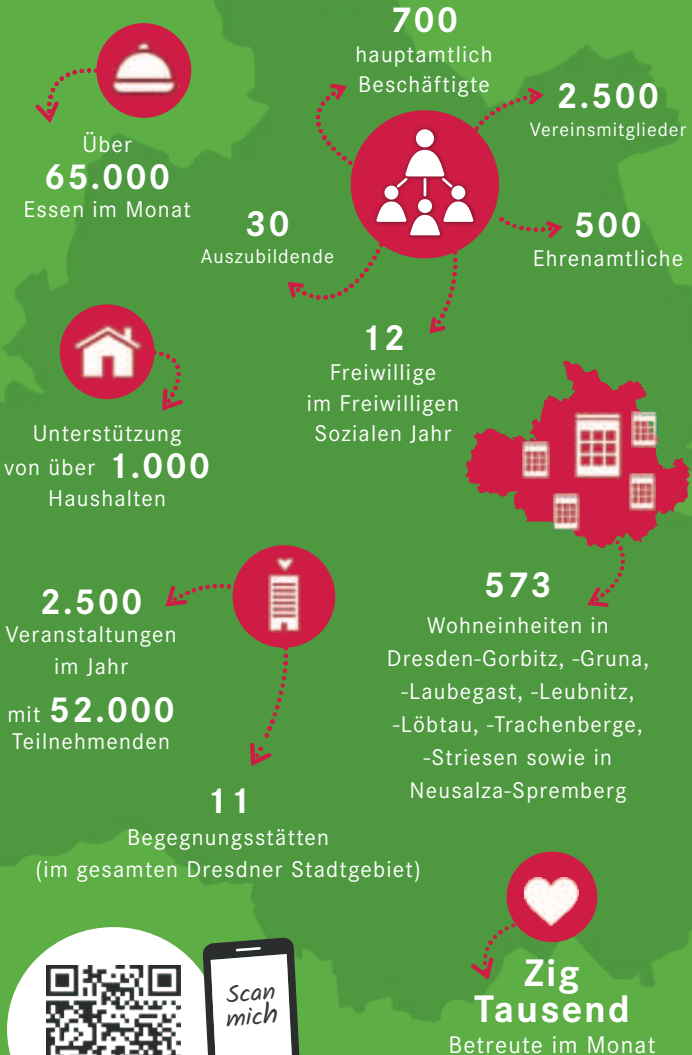 700
hauptamtlich
Beschäftigte
2.500
Vereinsmitglieder
Über
65.000
Essen im Monat
30
Auszubildende
500
Ehrenamtliche
12
Freiwillige
im Freiwilligen
Sozialen Jahr
Unterstützung
von über 1.000
Haushalten
2.500
Veranstaltungen
im Jahr
mit 52.000
Teilnehmenden
573
Wohneinheiten in
Dresden-Gorbitz, -Gruna,
-Laubegast, -Leubnitz,
-Löbtau, -Trachenberge,
-Striesen sowie in
Neusalza-Spremberg
11
Begegnungsstätten
(im gesamten Dresdner Stadtgebiet)
Scan
mich
Zig
Tausend
Betreute im Monat